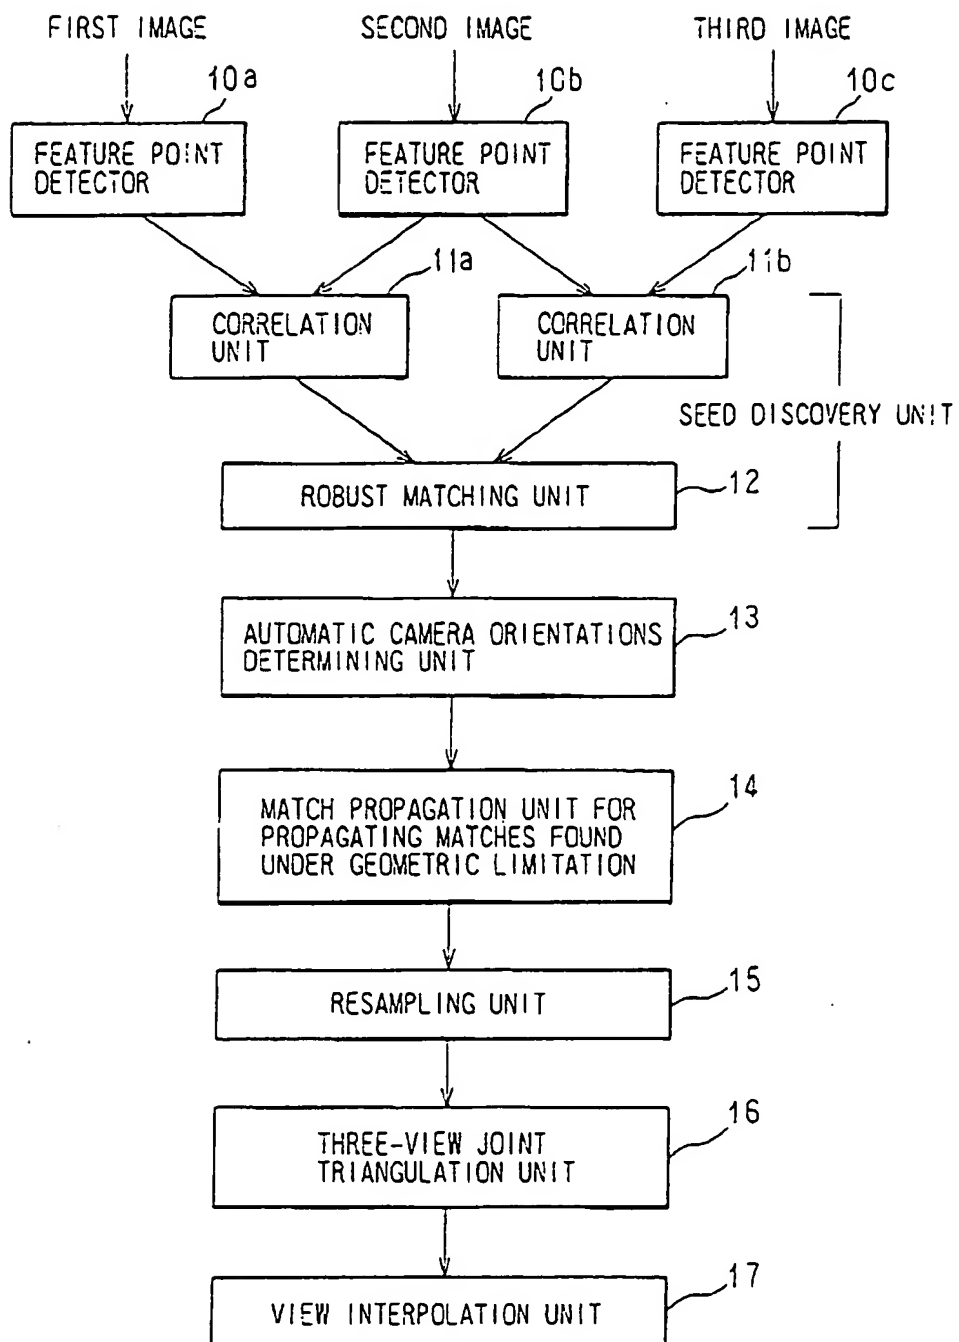 FIRST IMAGE
SECOND IMAGE
THIRD IMAGE
10a
10b
10c
FEATURE POINT
DETECTOR
FEATURE POINT
DETECTOR
FEATURE POINT
DETECTOR
11a
11b
CORRELATION
UNIT
CORRELATION
UNIT
SEED DISCOVERY UNIT
ROBUST MATCHING UNIT
12
AUTOMATIC CAMERA ORIENTATIONS
DETERMINING UNIT
13
MATCH PROPAGATION UNIT FOR
PROPAGATING MATCHES FOUND
UNDER GEOMETRIC LIMITATION
14
RESAMPLING UNIT
15
THREE-VIEW JOINT
TRIANGULATION UNIT
16
VIEW INTERPOLATION UNIT
17